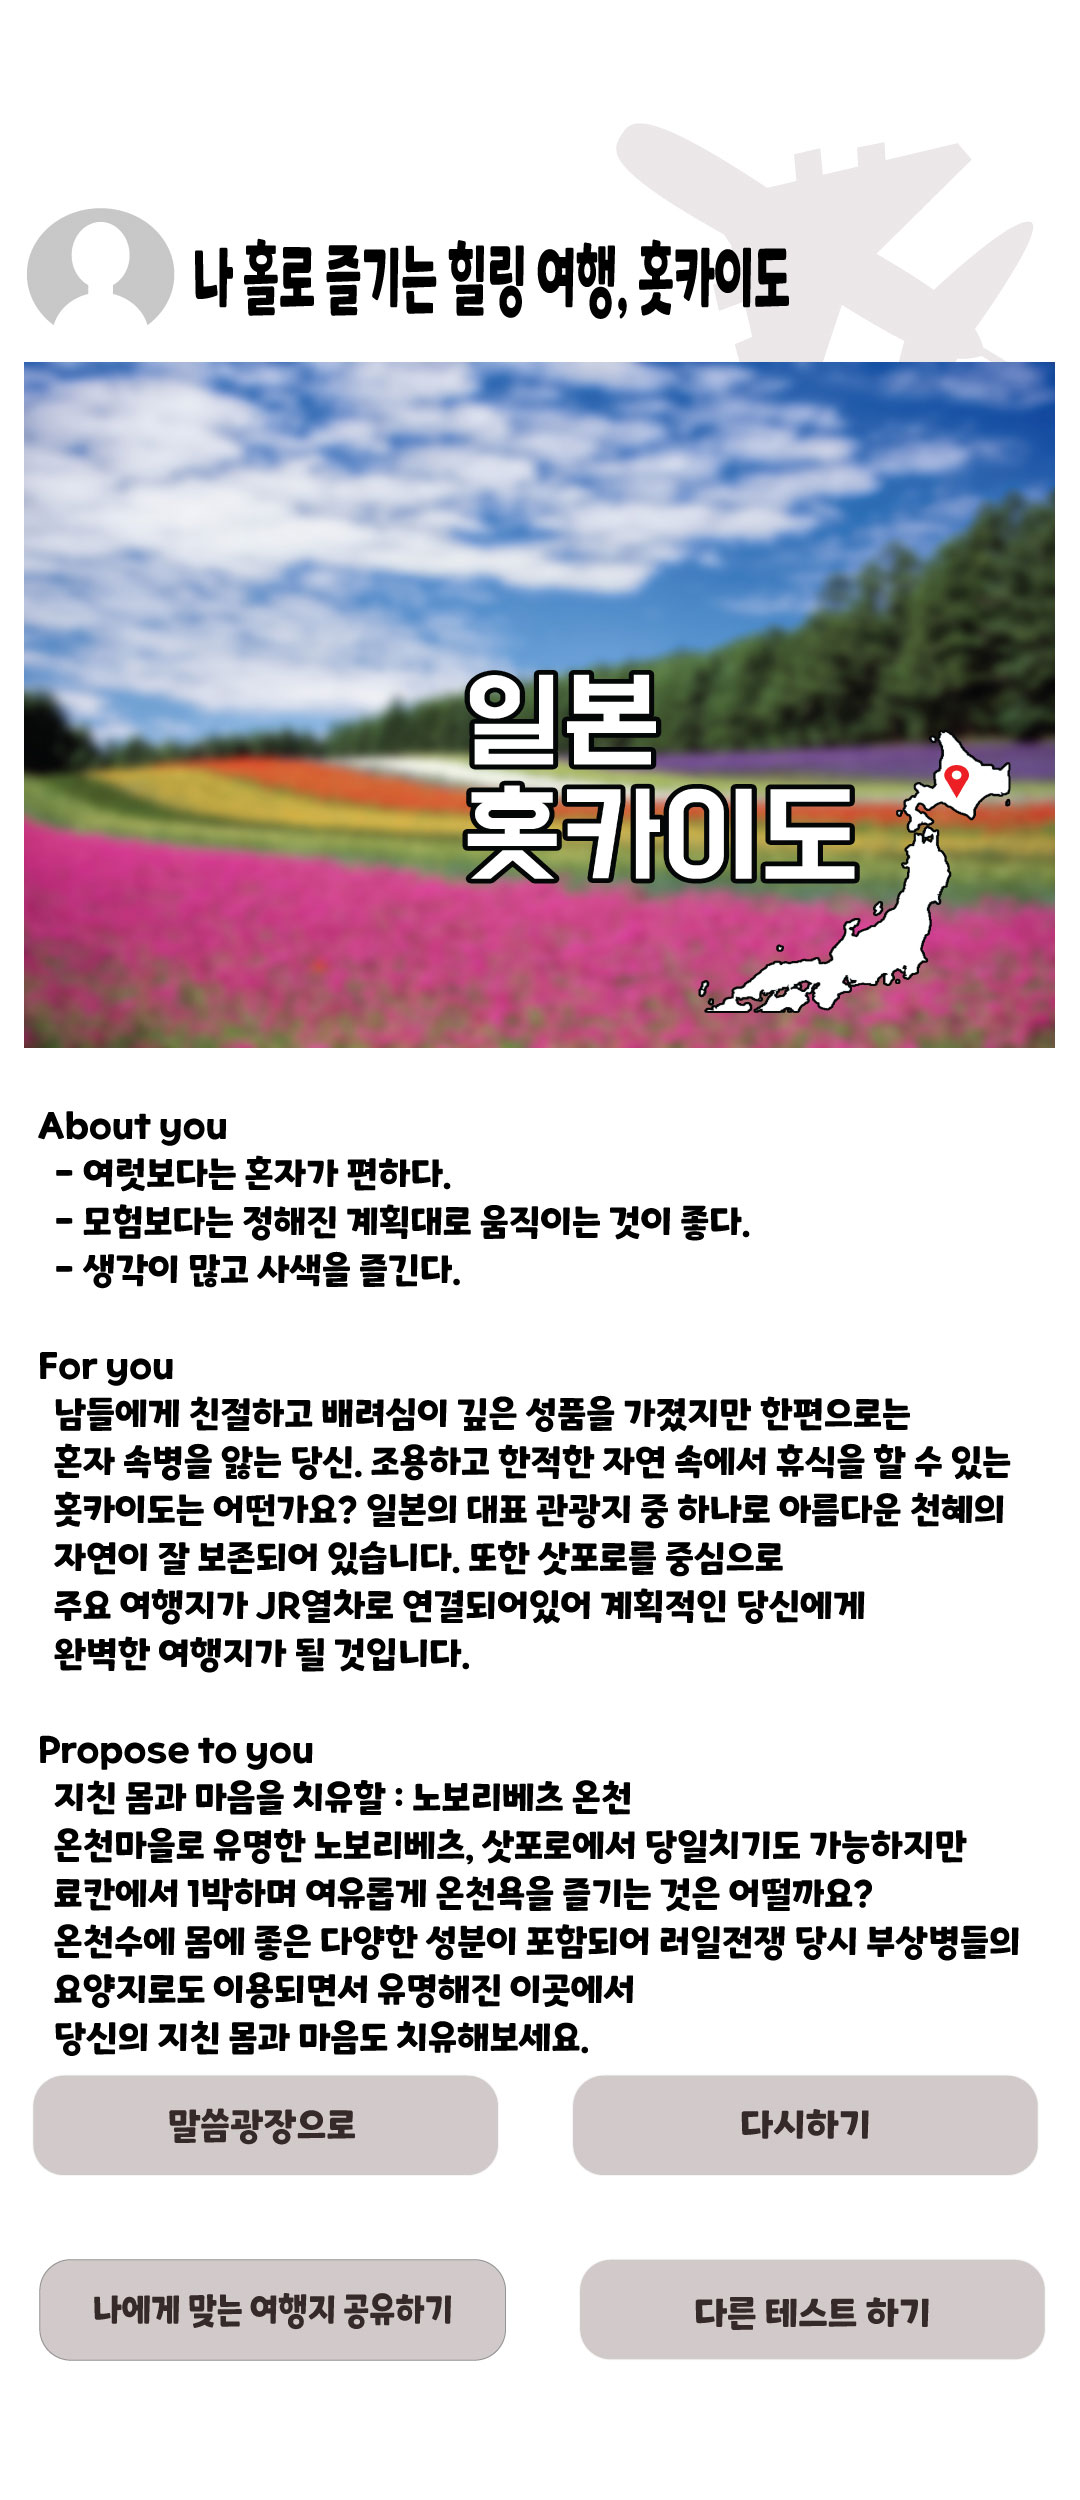 나 홀로 즐기는 힐링 여행, 홋카이도
일본
홋카이도
About you
- 여럿보다는 혼자가 편하다.
- 모험보다는 정해진 계획대로 움직이는 것이 좋다.
- 생각이 많고 사색을 즐긴다.
For you
남들에게 친절하고 배려심이 깊은 성품을 가졌지만 한편으로는
혼자 속병을 앓는 당신. 조용하고 한적한 자연 속에서 휴식을 할 수 있는
홋카이도는 어떤가요? 일본의 대표 관광지 중 하나로 아름다운 천혜의
자연이 잘 보존되어 있습니다. 또한 삿포로를 중심으로
주요 여행지가 JR열차로 연결되어있어 계획적인 당신에게
완벽한 여행지가 될 것입니다.
Propose to you
지친 몸과 마음을 치유할 : 노보리베츠 온천
온천마을로 유명한 노보리베츠, 삿포로에서 당일치기도 가능하지만
료칸에서 1박하며 여유롭게 온천욕을 즐기는 것은 어떨까요?
온천수에 몸에 좋은 다양한 성분이 포함되어 러일전쟁 당시 부상병들의
요양지로도 이용되면서 유명해진 이곳에서
당신의 지친 몸과 마음도 치유해보세요.
말씀광장으로
다시하기
나에게 맞는 여행지 공유하기
다른 테스트 하기